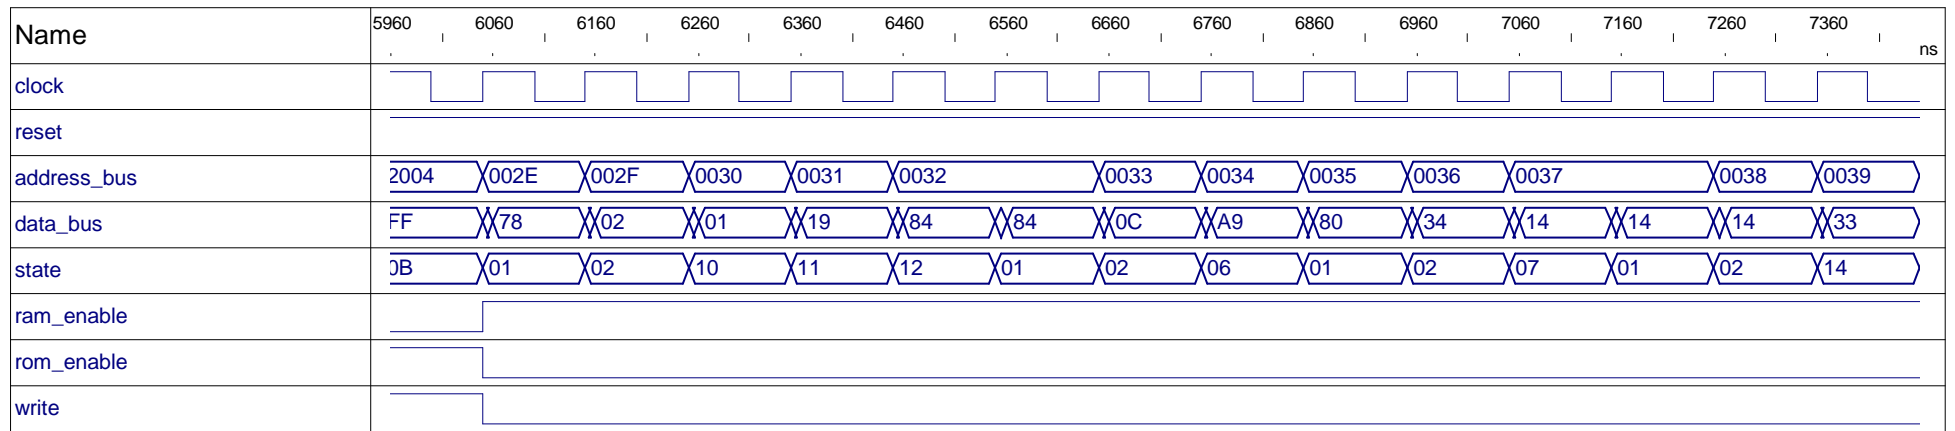 Name 5960 6060 6160 6260 6360 6460 6560 6660 6760 6860 6960 7060 7160 7260 7360
ns
clock
reset
address_bus 2004 002E 002F 0030 0031 0032 0033 0034 0035 0036 0037 0038 0039
data_bus FF 78 02 01 19 84 84 0C A9 80 34 14 14 14 33
state 0B 01 02 10 11 12 01 02 06 01 02 07 01 02 14
ram_enable
rom_enable
write